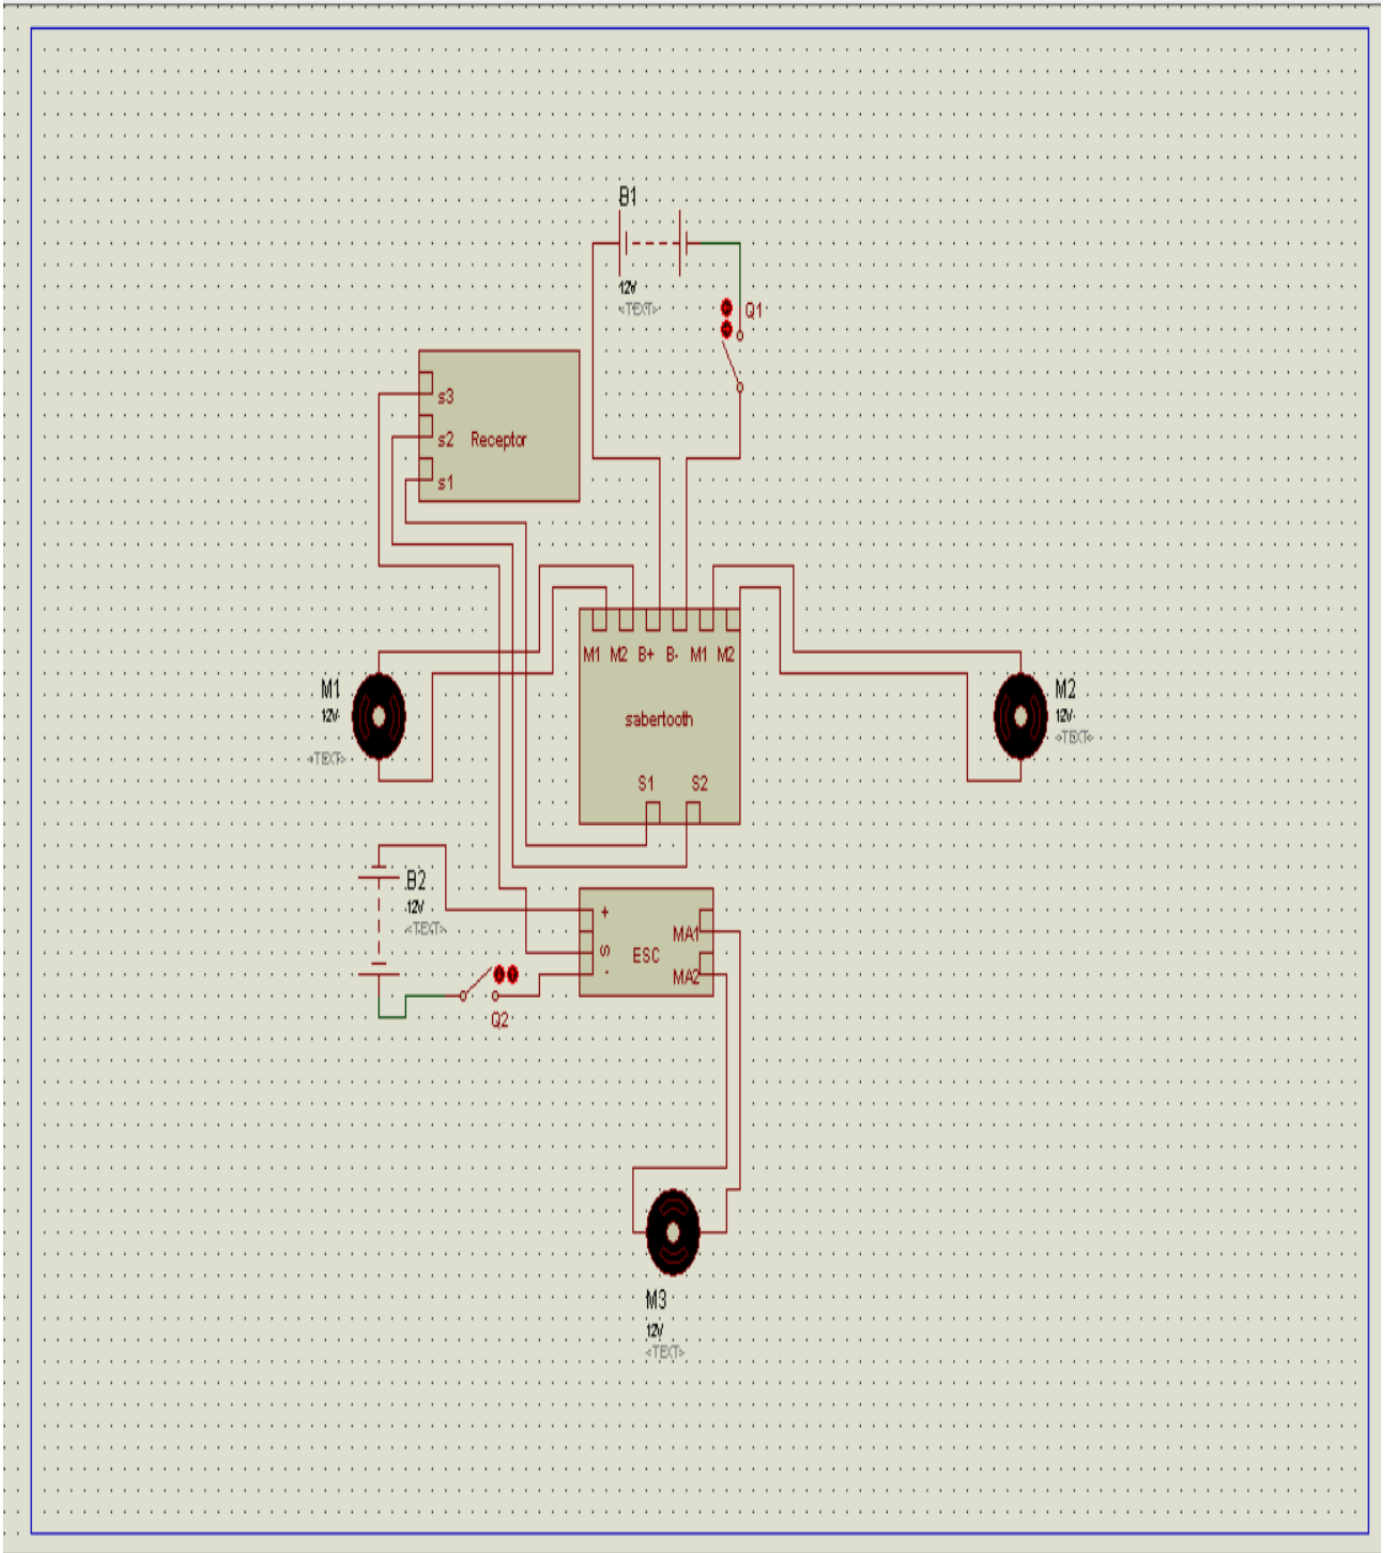 B1
12V
<TEXT>
Q1
s3
s2 Receptor
s1
M1 M2 B+ B- M1 M2
sabertooth
S1 S2
M1
12V
<TEXT>
M2
12V
<TEXT>
B2
12V
<TEXT>
Q2
+
S
-
ESC
MA1
MA2
M3
12V
<TEXT>